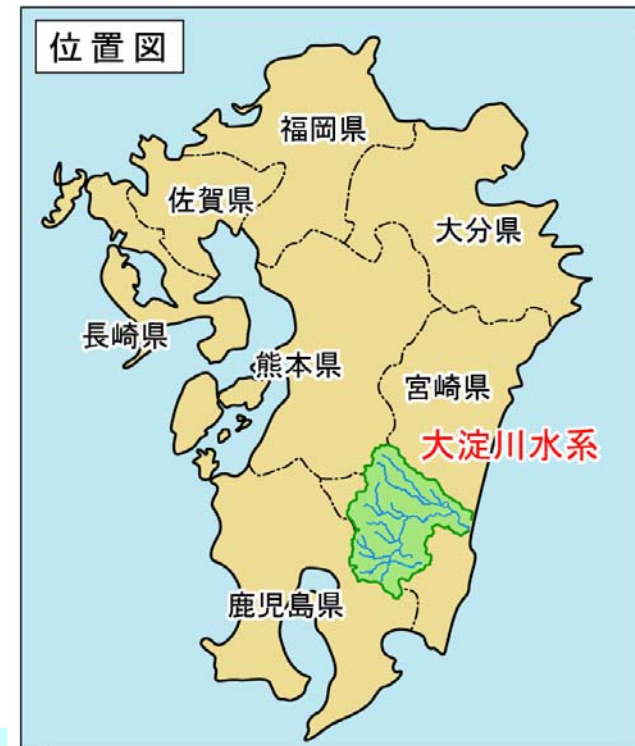 位置図
福岡県
佐賀県
大分県
長崎県
熊本県
宮崎県
大淀川水系
鹿児島県